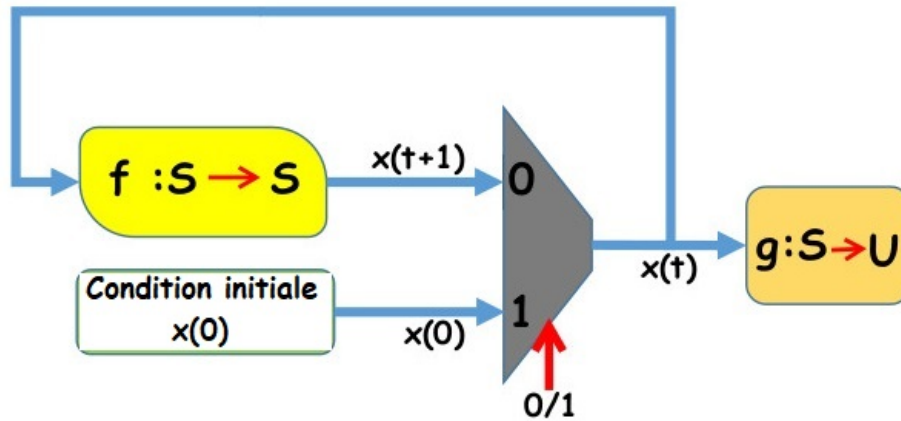 f :S → S
x(t+1)
0
Condition initiale
x(0)
x(0)
1
0/1
x(t)
g:S→U